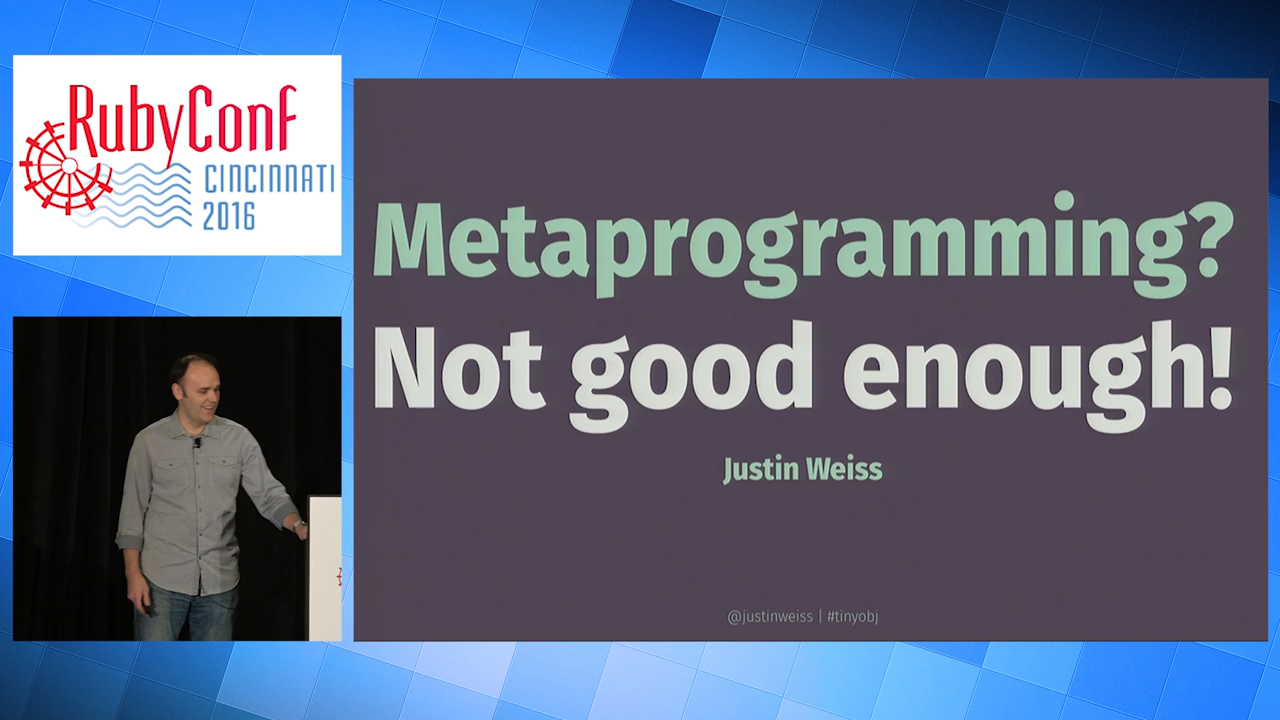 RubyConf
CINCINNATI
2016
Metaprogramming?
Not good enough!
Justin Weiss
@justinweiss | #tinyobj